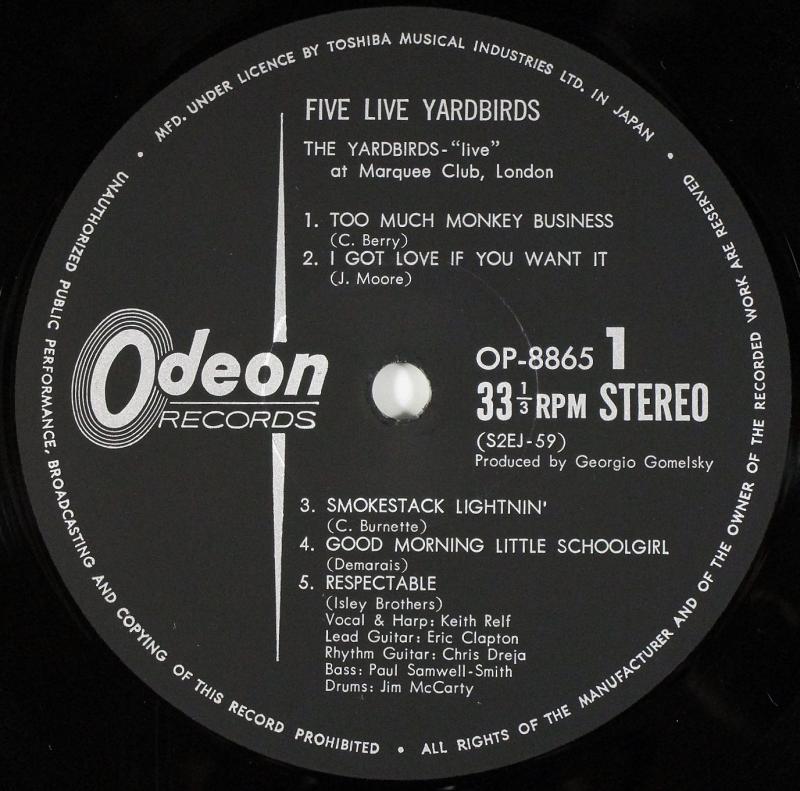 MFD. UNDER LICENCE BY TOSHIBA MUSICAL INDUSTRIES LTD. IN JAPAN
FIVE LIVE YARDBIRDS
THE YARDBIRDS-“live”
at Marquee Club, London
1. TOO MUCH MONKEY BUSINESS
(C. Berry)
2. I GOT LOVE IF YOU WANT IT
(J. Moore)
Odeon
RECORDS
OP-8865 1
33 1/3 RPM STEREO
(S2EJ-59)
Produced by Georgio Gomelsky
3. SMOKESTACK LIGHTNIN'
(C. Burnette)
4. GOOD MORNING LITTLE SCHOOLGIRL
(Demarais)
5. RESPECTABLE
(Isley Brothers)
Vocal & Harp: Keith Relf
Lead Guitar: Eric Clapton
Rhythm Guitar: Chris Dreja
Bass: Paul Samwell-Smith
Drums: Jim McCarty
UNAUTHORIZED PUBLIC PERFORMANCE, BROADCASTING AND COPYING OF THIS RECORD PROHIBITED • ALL RIGHTS OF THE MANUFACTURER AND OF THE OWNER OF THE RECORDED WORK ARE RESERVED